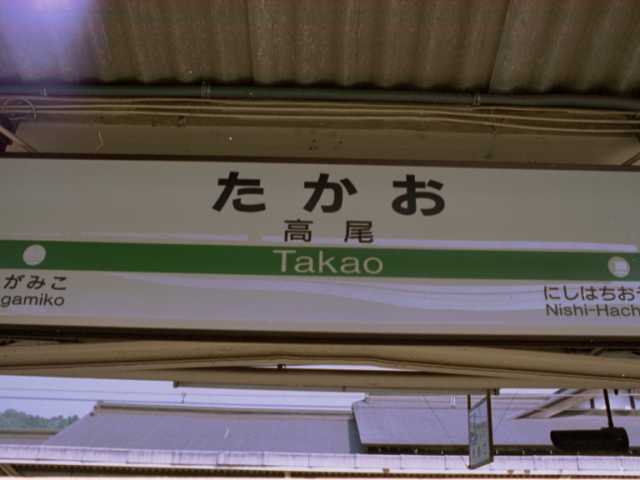 たかお
高尾
Takao
がみこ
gamiko
にしはちお
Nishi-Hach